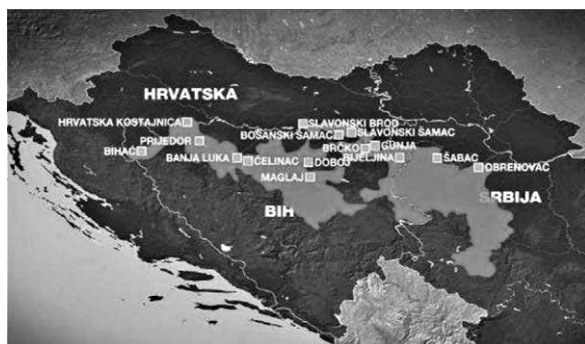 HRVATSKA
HRVATSKA KOSTAJNICA
SLAVONSKI BROD
BOSANSKI ŠAMAC
SLAVONSKI ŠAMAC
PRIJEDOR
BIHAĆ
BRČKO
GUNJA
BANJA LUKA
ČELINAC
DOBOJ
BIJELJINA
ŠABAC
OBRENOVAC
MAGLAJ
BIH
SRBIJA